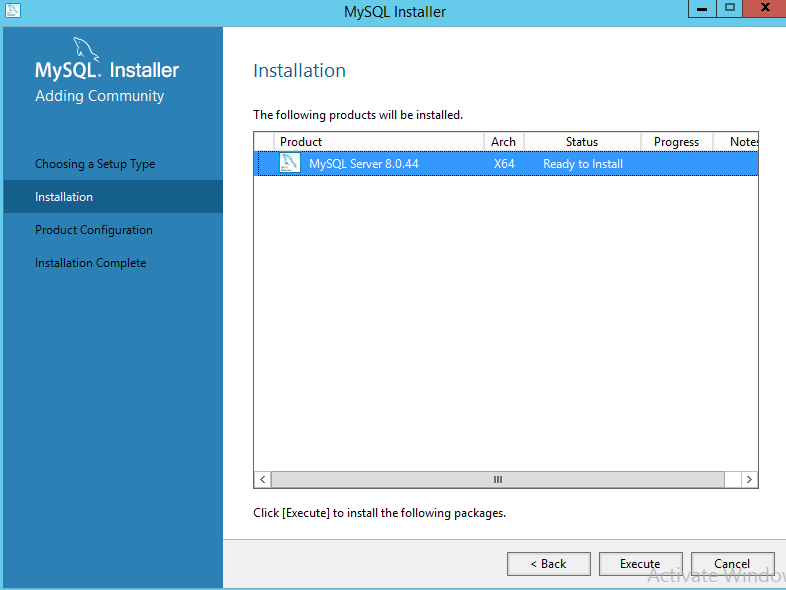 MySQL Installer
MySQL. Installer
Adding Community
Choosing a Setup Type
Installation
Product Configuration
Installation Complete
Installation
The following products will be installed.
Product Arch Status Progress Notes
MySQL Server 8.0.44 X64 Ready to Install
Click [Execute] to install the following packages.
< Back Execute Cancel
Activate Window